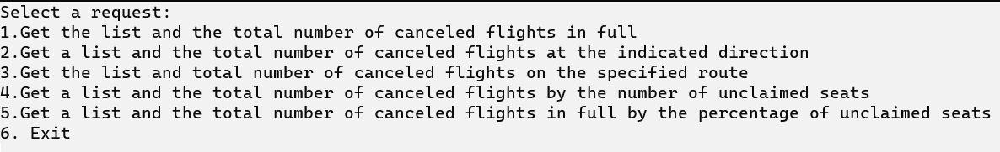 Select a request:
1.Get the list and the total number of canceled flights in full
2.Get a list and the total number of canceled flights at the indicated direction
3.Get the list and total number of canceled flights on the specified route
4.Get a list and the total number of canceled flights by the number of unclaimed seats
5.Get a list and the total number of canceled flights in full by the percentage of unclaimed seats
6. Exit